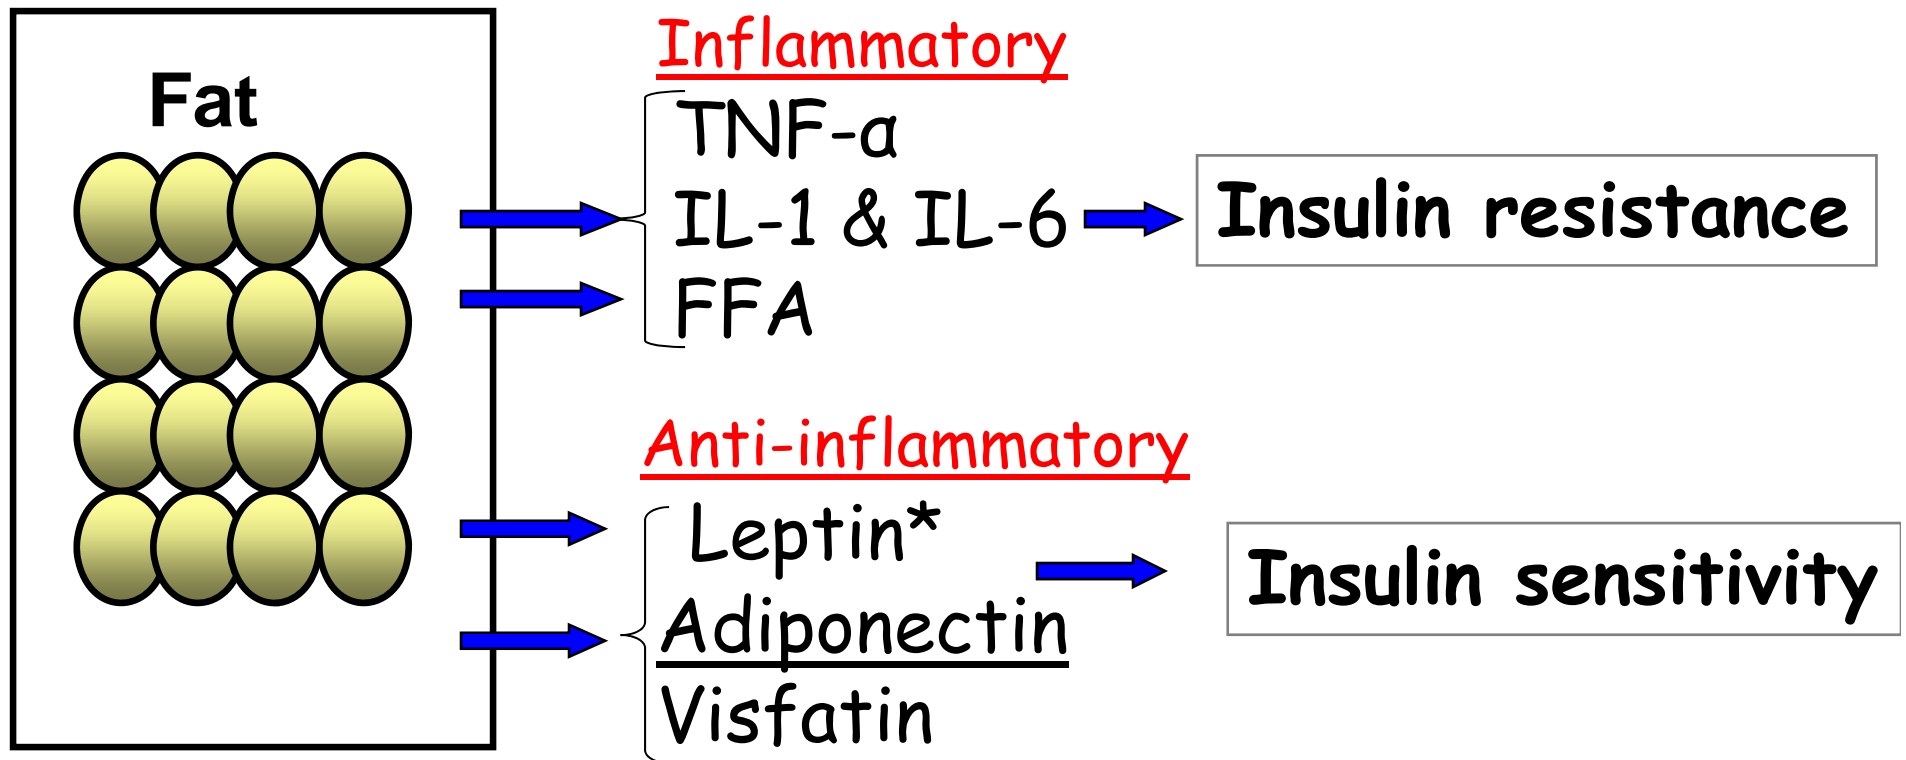 Fat
Inflammatory
TNF-α
IL-1 & IL-6
FFA
Insulin resistance
Anti-inflammatory
Leptin*
Adiponectin
Visfatin
Insulin sensitivity